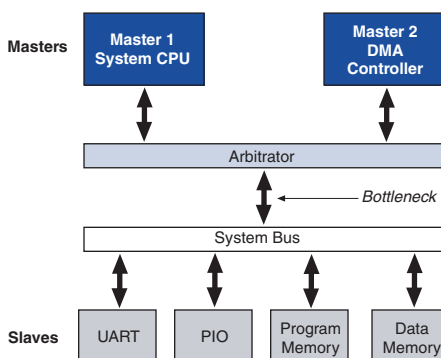 Masters
Master 1
System CPU
Master 2
DMA
Controller
Arbitrator
Bottleneck
System Bus
Slaves
UART
PIO
Program
Memory
Data
Memory